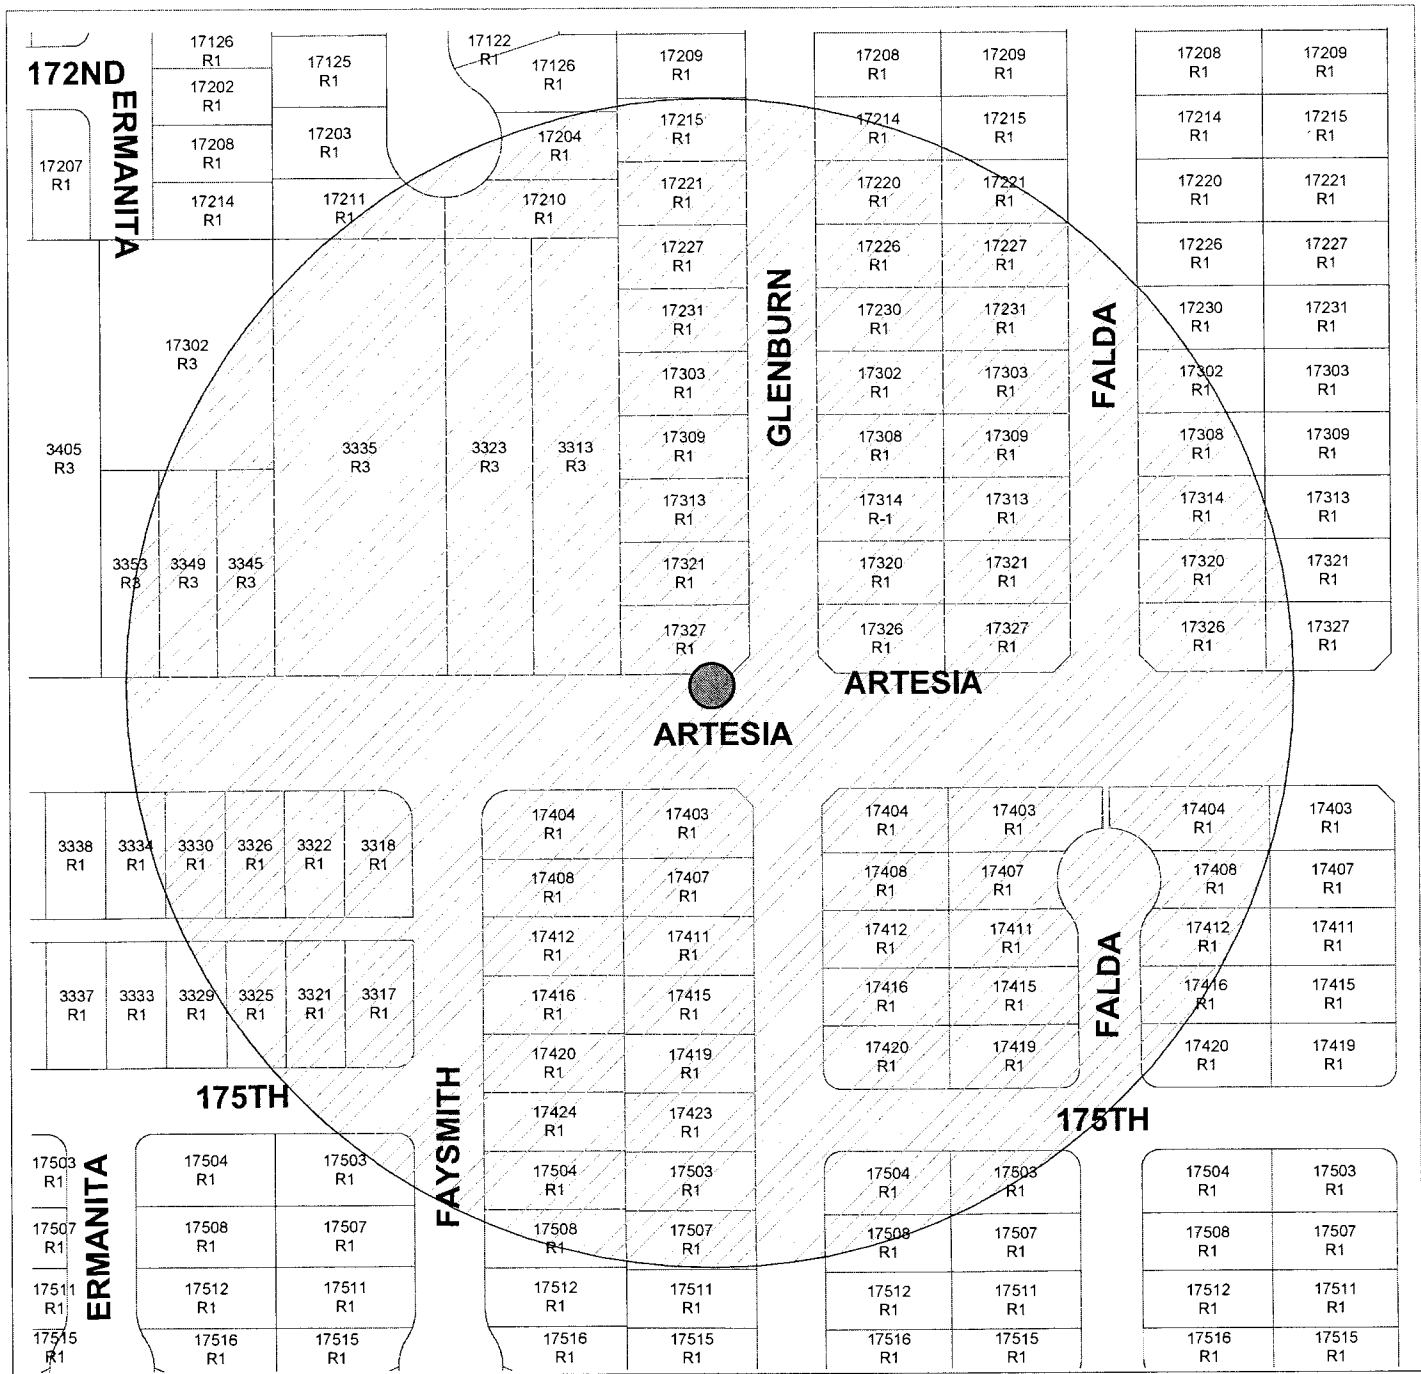 172ND
ERMANITA
17207
R1
17126
R1
17202
R1
17208
R1
17214
R1
17125
R1
17203
R1
17211
R1
17122
R1
17126
R1
17204
R1
17210
R1
17209
R1
17215
R1
17221
R1
17227
R1
17231
R1
17303
R1
17309
R1
17313
R1
17321
R1
17327
R1
GLENBURN
17208
R1
17214
R1
17220
R1
17226
R1
17230
R1
17302
R1
17308
R1
17314
R-1
17320
R1
17326
R1
17209
R1
17215
R1
17221
R1
17227
R1
17231
R1
17303
R1
17309
R1
17313
R1
17321
R1
17327
R1
FALDA
17208
R1
17214
R1
17220
R1
17226
R1
17230
R1
17302
R1
17308
R1
17314
R1
17320
R1
17326
R1
17209
R1
17215
R1
17221
R1
17227
R1
17231
R1
17303
R1
17309
R1
17313
R1
17321
R1
17327
R1
3405
R3
17302
R3
3353
R3
3349
R3
3345
R3
3335
R3
3323
R3
3313
R3
ARTESIA
ARTESIA
3338
R1
3334
R1
3330
R1
3326
R1
3322
R1
3318
R1
3337
R1
3333
R1
3329
R1
3325
R1
3321
R1
3317
R1
175TH
FAYSMITH
17404
R1
17408
R1
17412
R1
17416
R1
17420
R1
17424
R1
17504
R1
17508
R1
17512
R1
17516
R1
17403
R1
17407
R1
17411
R1
17415
R1
17419
R1
17423
R1
17503
R1
17507
R1
17511
R1
17515
R1
17404
R1
17408
R1
17412
R1
17416
R1
17420
R1
17403
R1
17407
R1
17411
R1
17415
R1
17419
R1
FALDA
17404
R1
17408
R1
17412
R1
17416
R1
17420
R1
17403
R1
17407
R1
17411
R1
17415
R1
17419
R1
175TH
17503
R1
17507
R1
17511
R1
17515
R1
ERMANITA
17504
R1
17508
R1
17512
R1
17516
R1
17503
R1
17507
R1
17511
R1
17515
R1
17504
R1
17508
R1
17512
R1
17516
R1
17503
R1
17507
R1
17511
R1
17515
R1
17504
R1
17508
R1
17512
R1
17516
R1
17503
R1
17507
R1
17511
R1
17515
R1